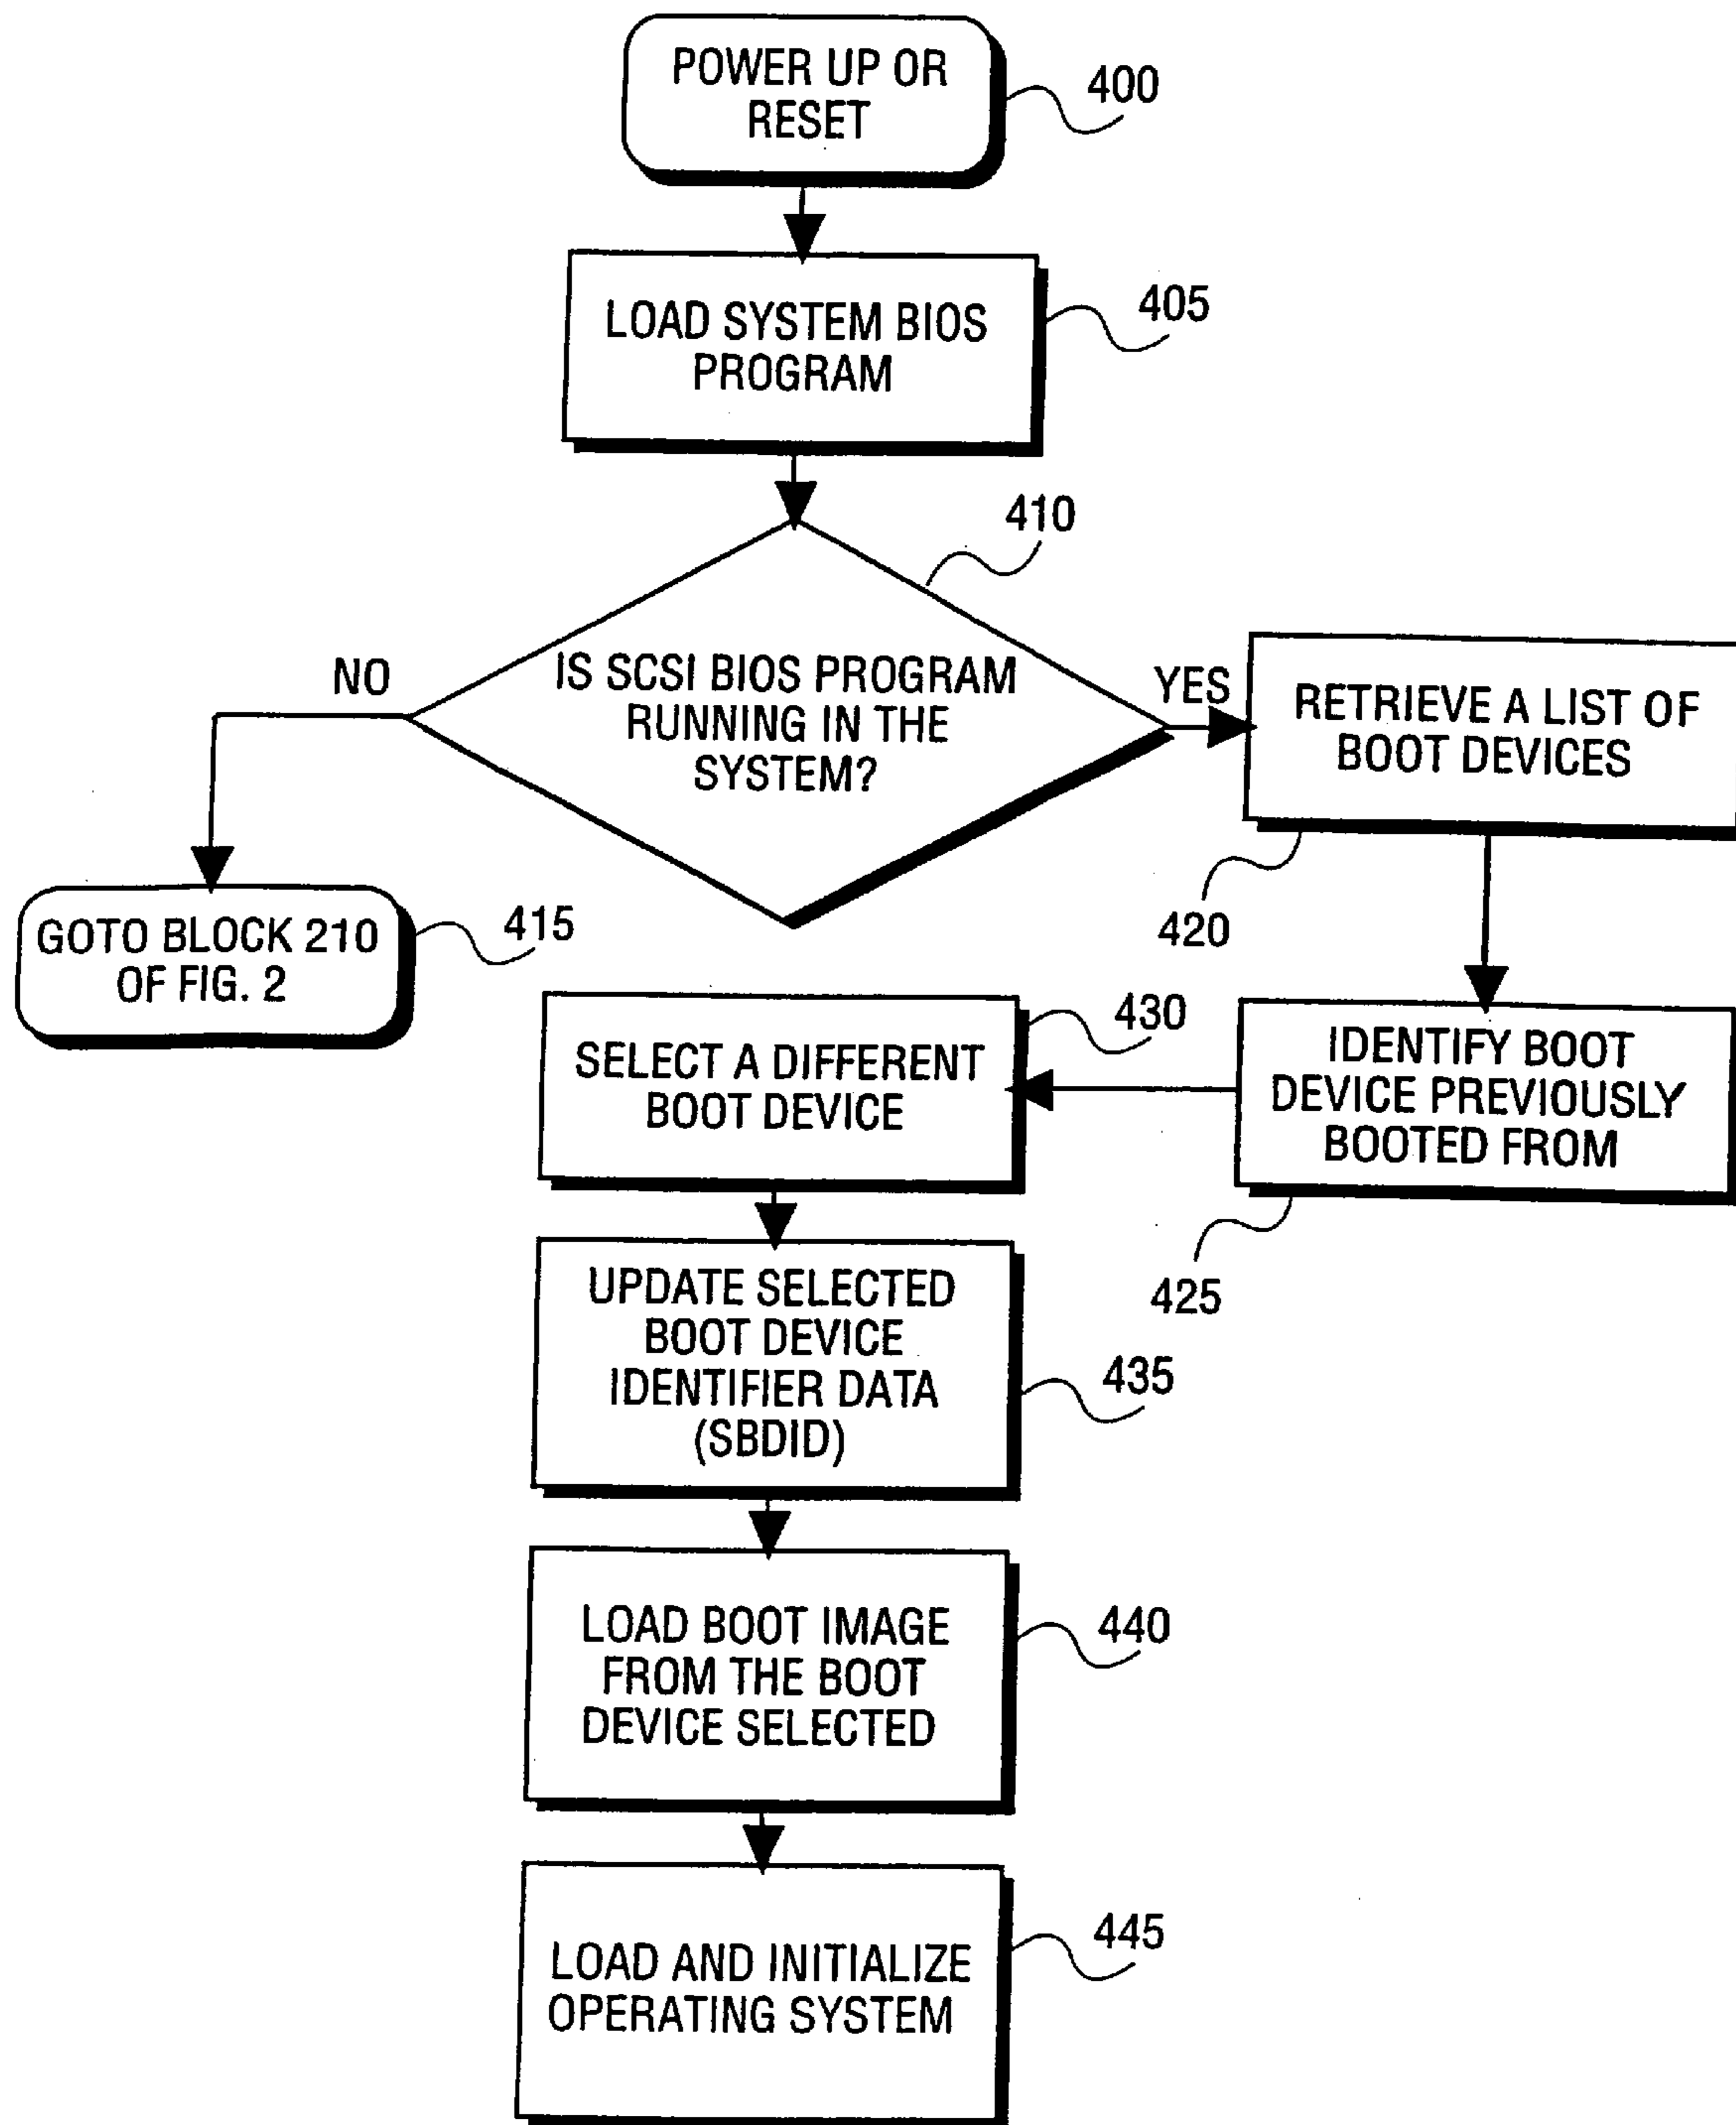 POWER UP OR
RESET
400
LOAD SYSTEM BIOS
PROGRAM
405
410
IS SCSI BIOS PROGRAM
RUNNING IN THE
SYSTEM?
NO
YES
RETRIEVE A LIST OF
BOOT DEVICES
420
GOTO BLOCK 210
OF FIG. 2
415
IDENTIFY BOOT
DEVICE PREVIOUSLY
BOOTED FROM
425
SELECT A DIFFERENT
BOOT DEVICE
430
UPDATE SELECTED
BOOT DEVICE
IDENTIFIER DATA
(SBDID)
435
LOAD BOOT IMAGE
FROM THE BOOT
DEVICE SELECTED
440
LOAD AND INITIALIZE
OPERATING SYSTEM
445